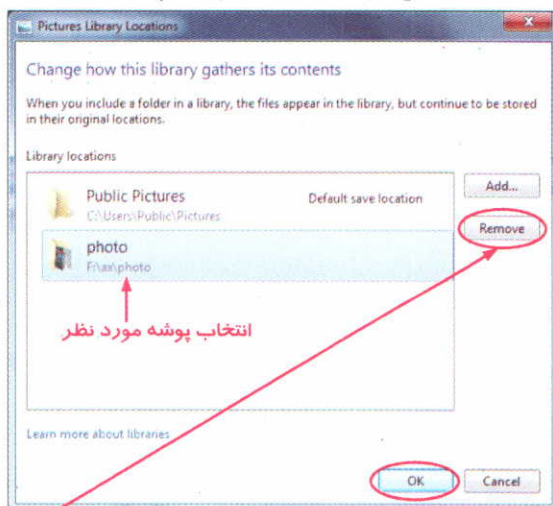 Pictures Library Locations
Change how this library gathers its contents
When you include a folder in a library, the files appear in the library, but continue to be stored
in their original locations.
Library locations
Public Pictures
Default save location
C:\Users\Public\Pictures
Add...
Remove
photo
F:\ax\photo
انتخاب پوشه مورد نظر
Learn more about libraries
OK
Cancel